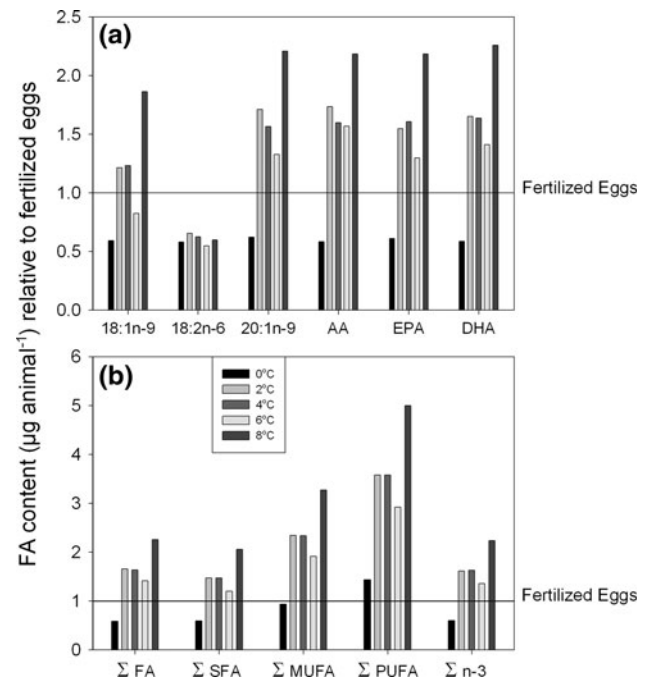 FA content (µg animal-1) relative to fertilized eggs
(a)
2.5
2.0
1.5
1.0
0.5
0.0
Fertilized Eggs
18:1n-9 18:2n-6 20:1n-9 AA EPA DHA
(b)
0°C
2°C
4°C
6°C
8°C
6
5
4
3
2
1
0
Fertilized Eggs
Σ FA Σ SFA Σ MUFA Σ PUFA Σ n-3